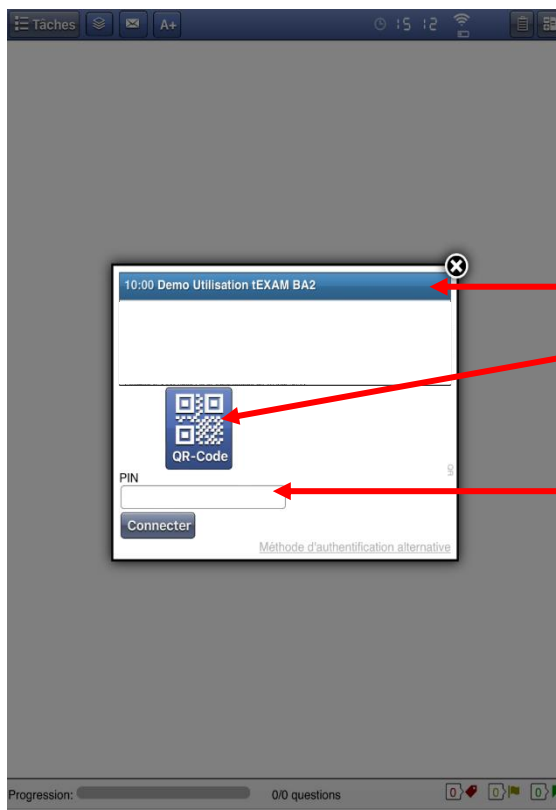 Tâches A+ 15 12
10:00 Demo Utilisation tEXAM BA2
QR-Code
PIN
QR
Connecter
Méthode d'authentification alternative
Progression: 0/0 questions 0 0 0